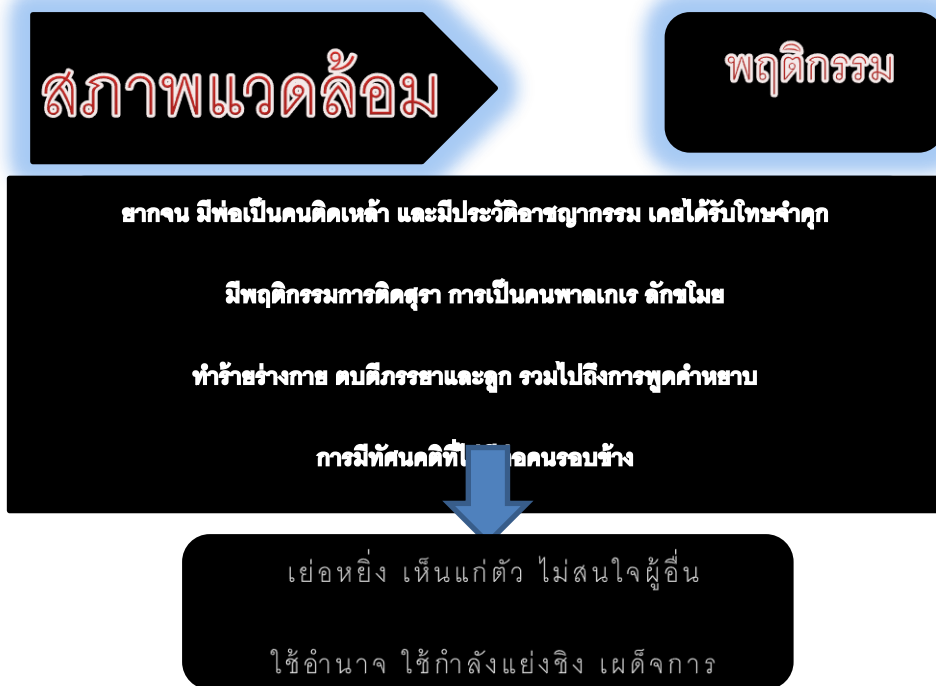 สภาพแวดล้อม
พฤติกรรม
ยากจน มีพ่อเป็นคนติดเหล้า และมีประวัติอาชญากรรม เคยได้รับโทษจำคุก
มีพฤติกรรมการติดสุรา การเป็นคนพาลเกเร ลักขโมย
ทำร้ายร่างกาย ตบตีภรรยาและลูก รวมไปถึงการพูดคำหยาบ
การมีทัศนคติที่ คนรอบข้าง
เย่อหยิ่ง เห็นแก่ตัว ไม่สนใจผู้อื่น
ใช้อำนาจ ใช้กำลังแย่งชิง เผด็จการ